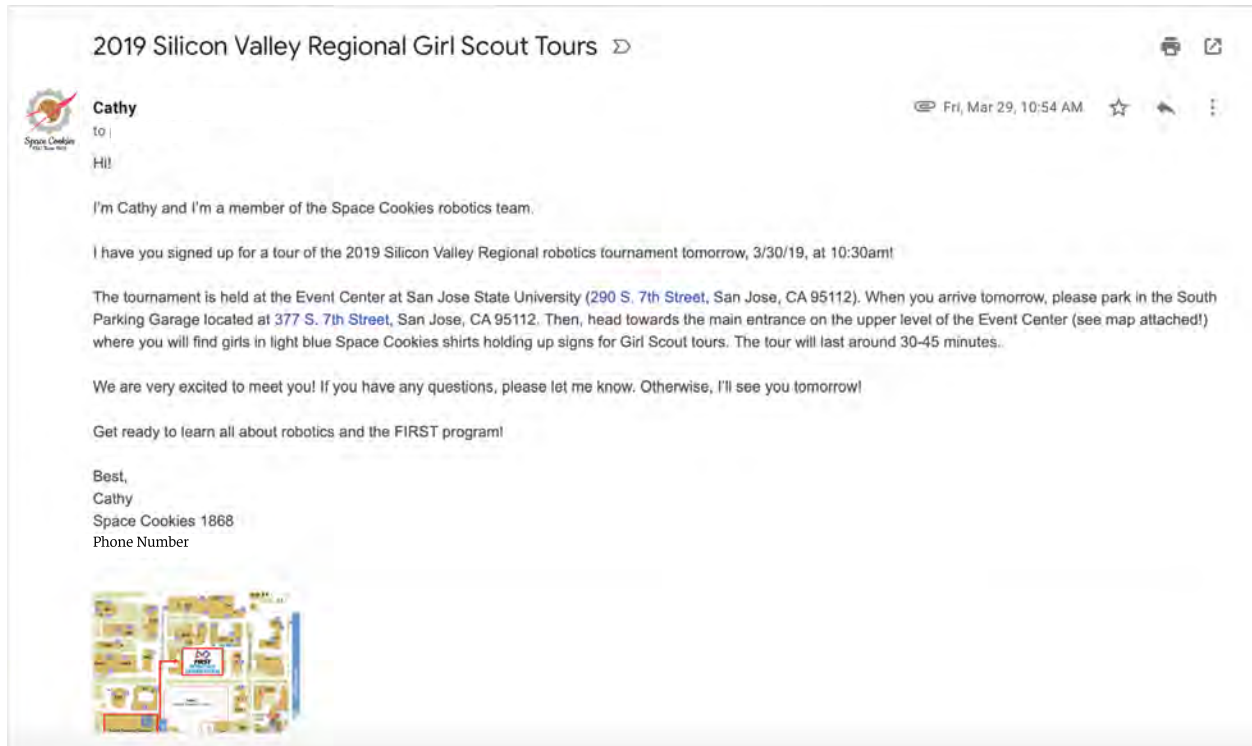 2019 Silicon Valley Regional Girl Scout Tours
Cathy
Fri, Mar 29, 10:54 AM
to
Space Cookies
Hi!
I'm Cathy and I'm a member of the Space Cookies robotics team.
I have you signed up for a tour of the 2019 Silicon Valley Regional robotics tournament tomorrow, 3/30/19, at 10:30am!
The tournament is held at the Event Center at San Jose State University (290 S. 7th Street, San Jose, CA 95112). When you arrive tomorrow, please park in the South
Parking Garage located at 377 S. 7th Street, San Jose, CA 95112. Then, head towards the main entrance on the upper level of the Event Center (see map attached!)
where you will find girls in light blue Space Cookies shirts holding up signs for Girl Scout tours. The tour will last around 30-45 minutes.
We are very excited to meet you! If you have any questions, please let me know. Otherwise, I'll see you tomorrow!
Get ready to learn all about robotics and the FIRST program!
Best,
Cathy
Space Cookies 1868
Phone Number
FIRST